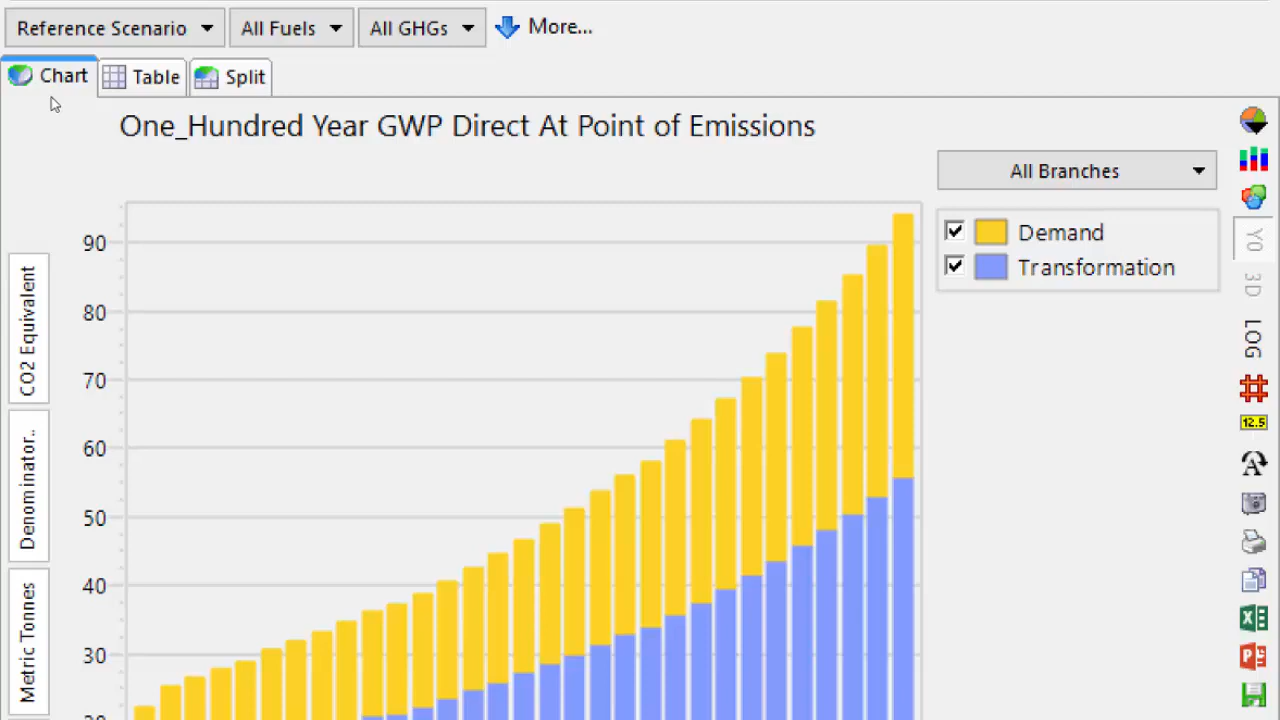 Reference Scenario
All Fuels
All GHGs
More...
Chart
Table
Split
One_Hundred Year GWP Direct At Point of Emissions
All Branches
Demand
Transformation
CO2 Equivalent
Denominator..
Metric Tonnes
90
80
70
60
50
40
30
Y0
3D
LOG
12.5
A
X
P